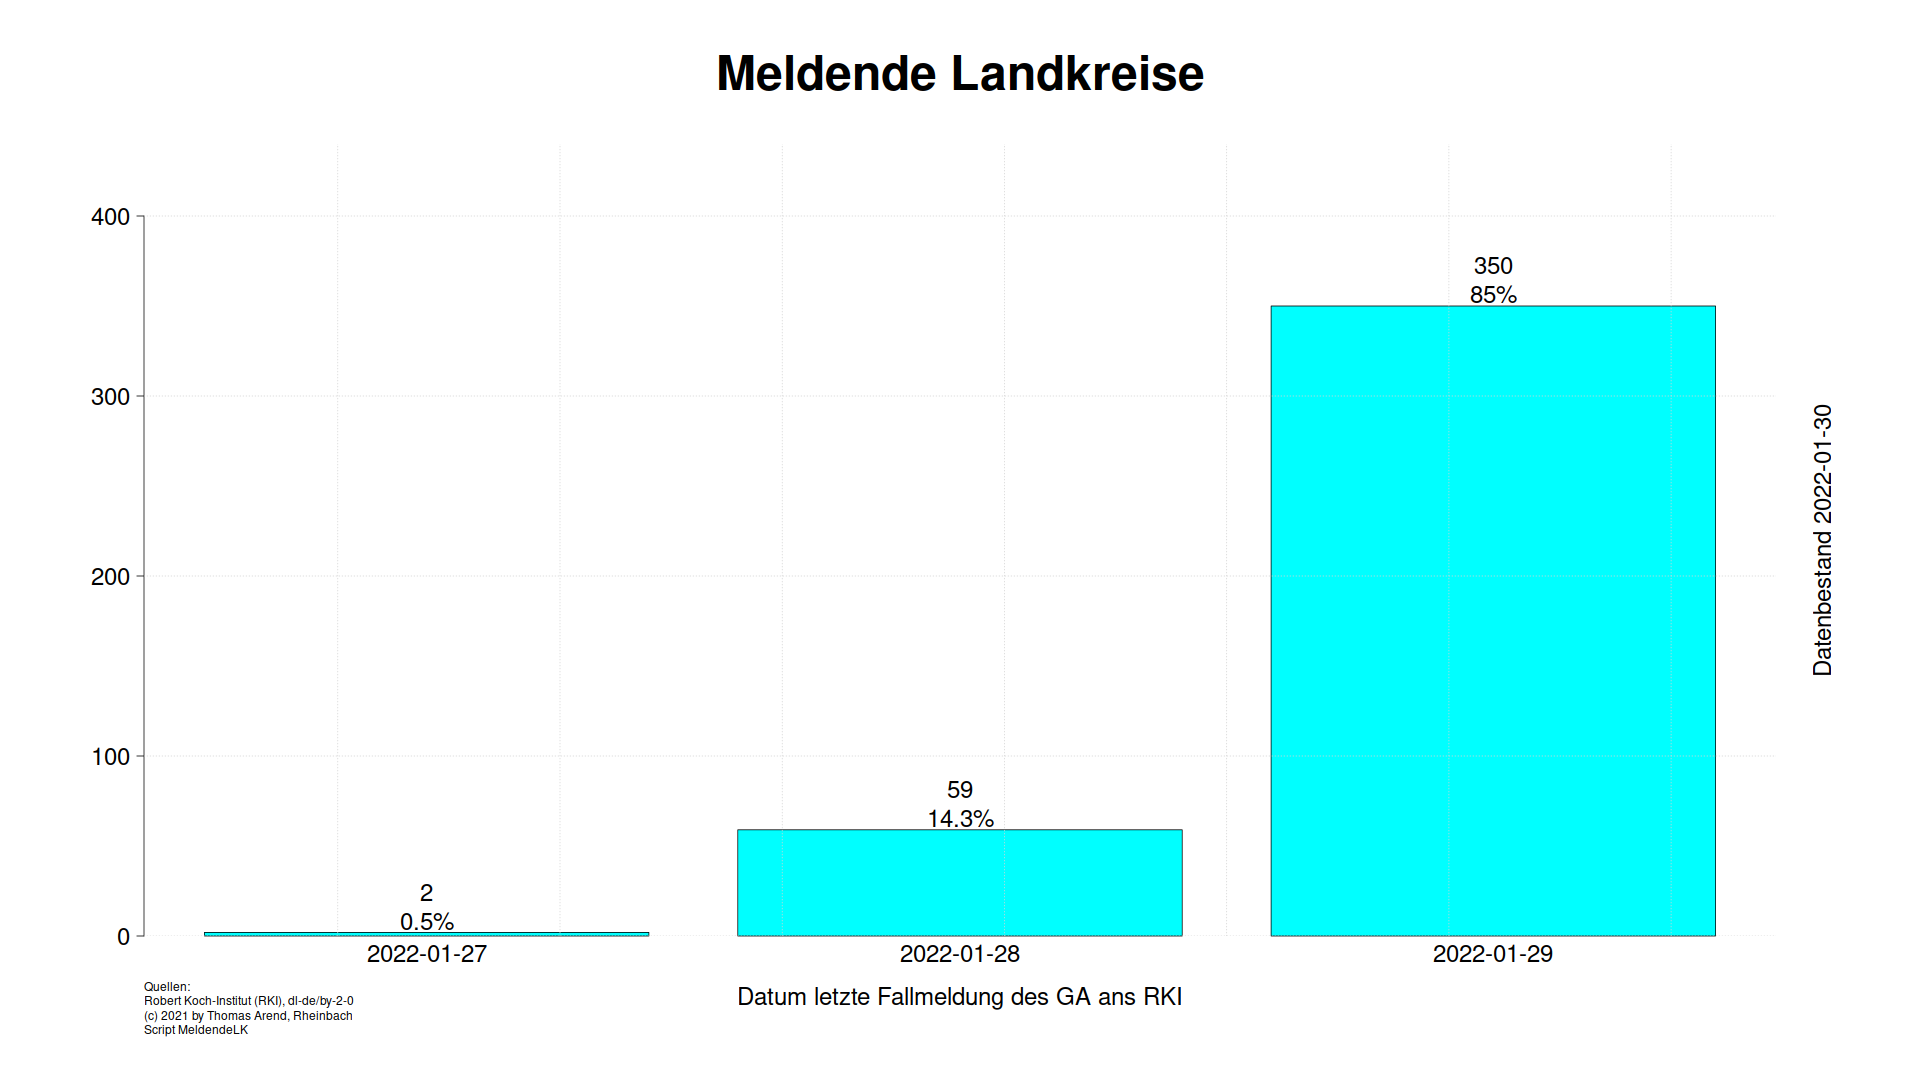 Meldende Landkreise
400
300
200
100
0
350
85%
59
14.3%
2
0.5%
2022-01-27
2022-01-28
2022-01-29
Datum letzte Fallmeldung des GA ans RKI
Datenbestand 2022-01-30
Quellen:
Robert Koch-Institut (RKI), dl-de/by-2-0
(c) 2021 by Thomas Arend, Rheinbach
Script MeldendeLK